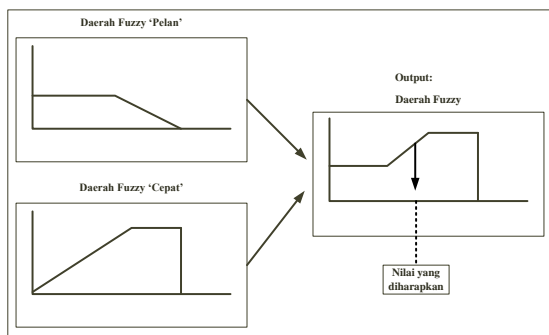 Daerah Fuzzy ‘Pelan’
Daerah Fuzzy ‘Cepat’
Output:
Daerah Fuzzy
Nilai yang
diharapkan